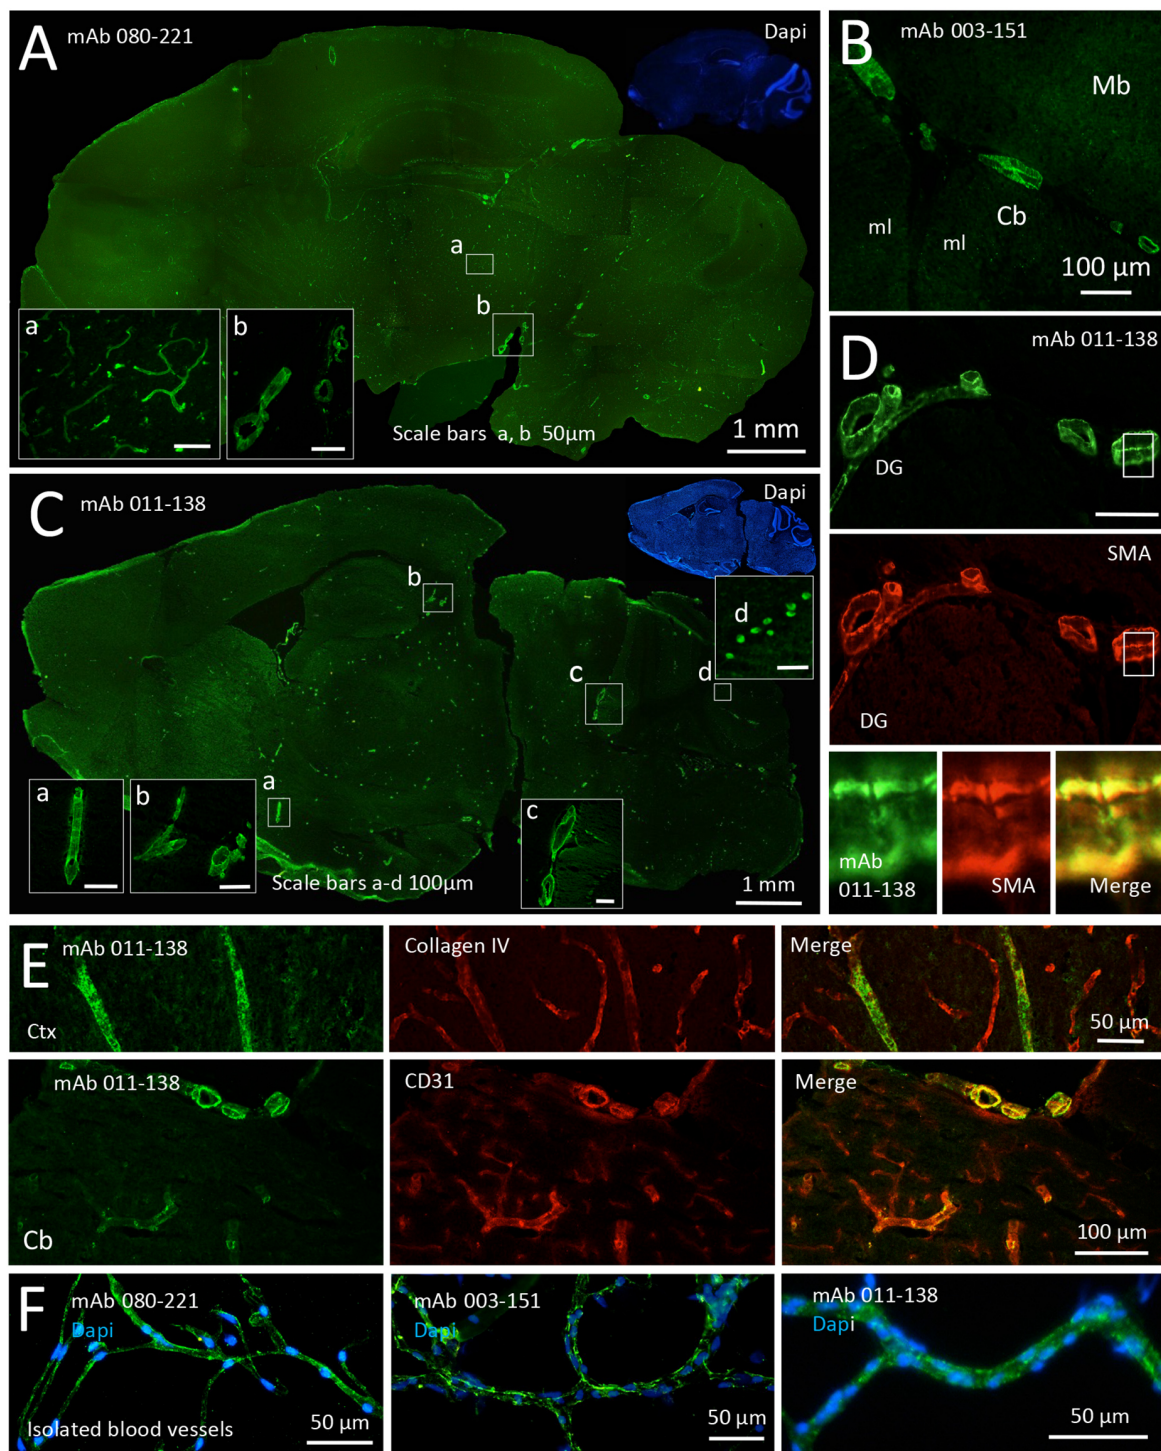 A
mAb 080-221
Dapi
a
b
a
b
Scale bars a, b 50µm
1 mm
B
mAb 003-151
Mb
Cb
ml
ml
100 µm
C
mAb 011-138
Dapi
b
d
c
d
a
a
b
c
Scale bars a-d 100µm
1 mm
D
mAb 011-138
DG
SMA
DG
mAb
011-138
SMA
Merge
E
mAb 011-138
Ctx
Collagen IV
Merge
50 µm
mAb 011-138
Cb
CD31
Merge
100 µm
F
mAb 080-221
Dapi
Isolated blood vessels
50 µm
mAb 003-151
Dapi
50 µm
mAb 011-138
Dapi
50 µm